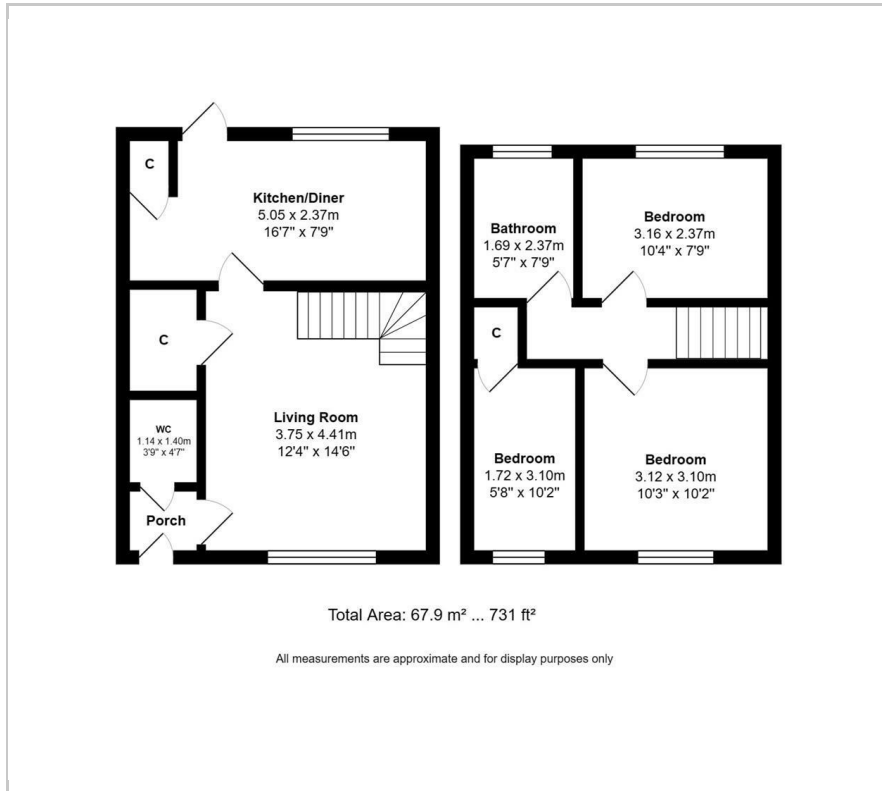 C
Kitchen/Diner
5.05 x 2.37m
16'7" x 7'9"
C
WC
1.14 x 1.40m
3'9" x 4'7"
Living Room
3.75 x 4.41m
12'4" x 14'6"
Porch
Bathroom
1.69 x 2.37m
5'7" x 7'9"
Bedroom
3.16 x 2.37m
10'4" x 7'9"
C
Bedroom
1.72 x 3.10m
5'8" x 10'2"
Bedroom
3.12 x 3.10m
10'3" x 10'2"
Total Area: 67.9 m² ... 731 ft²
All measurements are approximate and for display purposes only